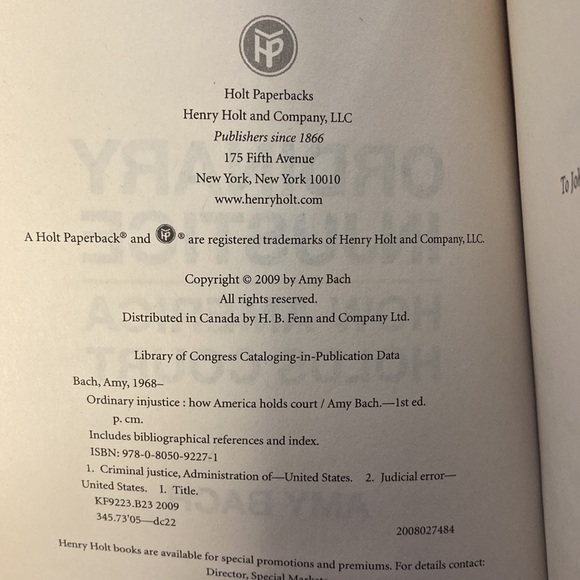 HP
Holt Paperbacks
Henry Holt and Company, LLC
Publishers since 1866
175 Fifth Avenue
New York, New York 10010
www.henryholt.com
A Holt Paperback® and HP ® are registered trademarks of Henry Holt and Company, LLC.
Copyright © 2009 by Amy Bach
All rights reserved.
Distributed in Canada by H. B. Fenn and Company Ltd.
Library of Congress Cataloging-in-Publication Data
Bach, Amy, 1968–
Ordinary injustice : how America holds court / Amy Bach.—1st ed.
p. cm.
Includes bibliographical references and index.
ISBN: 978-0-8050-9227-1
1. Criminal justice, Administration of—United States. 2. Judicial error—
United States. I. Title.
KF9223.B23 2009
345.73'05—dc22
2008027484
Henry Holt books are available for special promotions and premiums. For details contact:
Director, Special
To